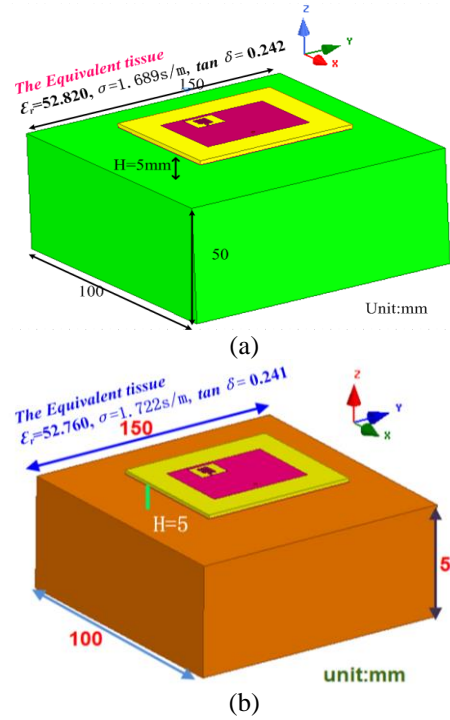 The Equivalent tissue
εr=52.820, σ=1.689s/m, tan δ= 0.242
150
Z
Y
X
H=5mm
50
100
Unit:mm
(a)
The Equivalent tissue
εr=52.760, σ=1.722s/m, tan δ= 0.241
150
Z
Y
X
H=5
5
100
unit:mm
(b)